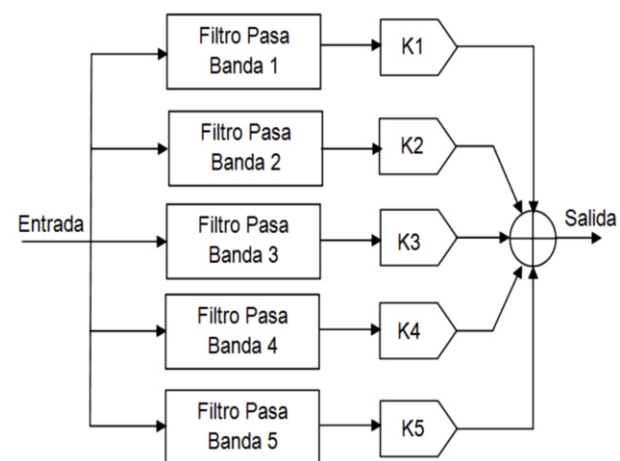 Filtro Pasa
Banda 1
K1
Filtro Pasa
Banda 2
K2
Entrada
Filtro Pasa
Banda 3
K3
Salida
Filtro Pasa
Banda 4
K4
Filtro Pasa
Banda 5
K5